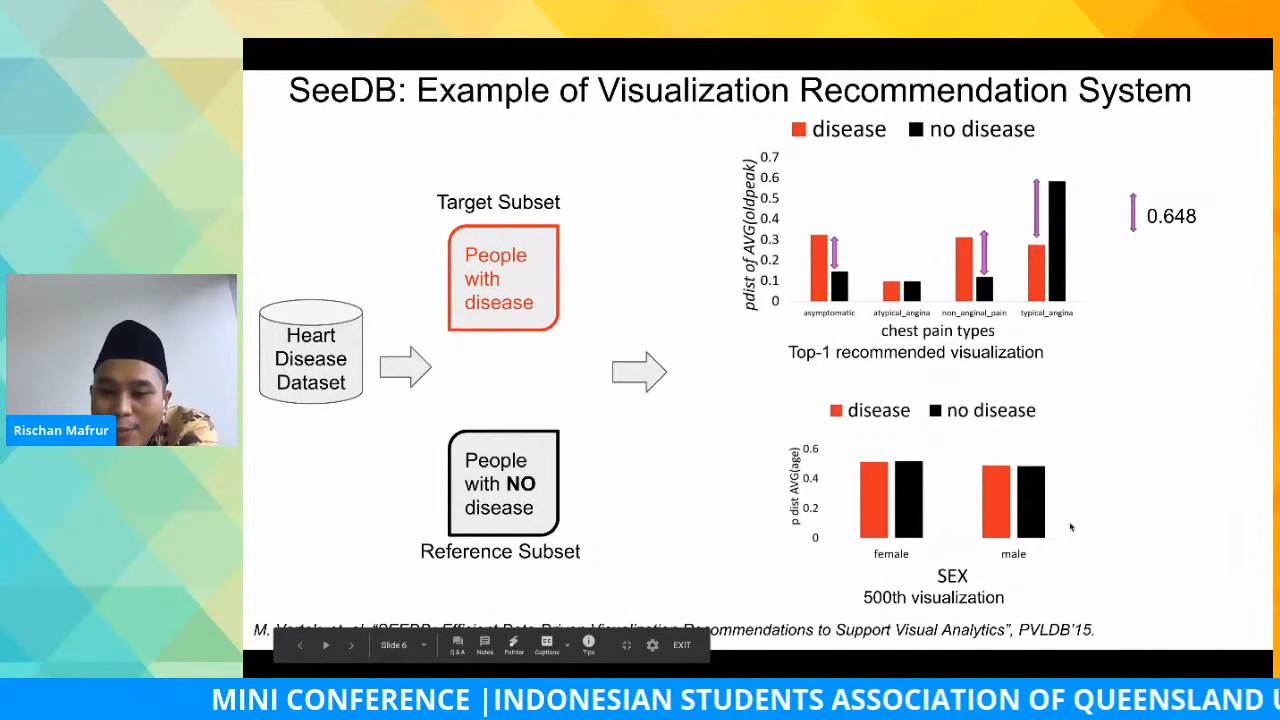 SeeDB: Example of Visualization Recommendation System
disease no disease
pdist of AVG(oldpeak)
0.7
0.6
0.5
0.4
0.3
0.2
0.1
0
asymptomatic atypical_angina non_anginal_pain typical_angina
chest pain types
Top-1 recommended visualization
0.648
Target Subset
People
with
disease
Heart
Disease
Dataset
Rischan Mafrur
People
with NO
disease
Reference Subset
disease no disease
p dist AVG(age)
0.6
0.4
0.2
0
female male
SEX
500th visualization
M. Recommendations to Support Visual Analytics”, PVLDB'15.
Slide 6
Q&A Notes Pointer Captions Tips EXIT
MINI CONFERENCE |INDONESIAN STUDENTS ASSOCIATION OF QUEENSLAND